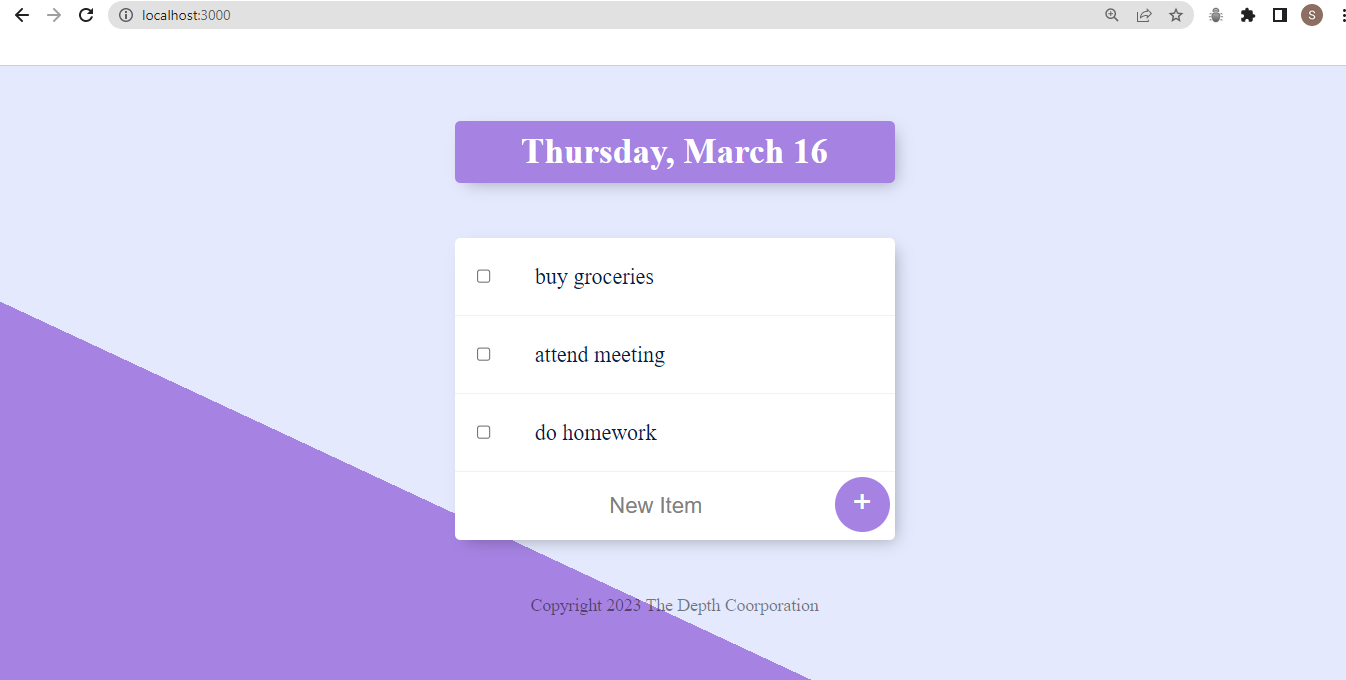 localhost:3000
S
Thursday, March 16
buy groceries
attend meeting
do homework
New Item
+
Copyright 2023 The Depth Coorporation